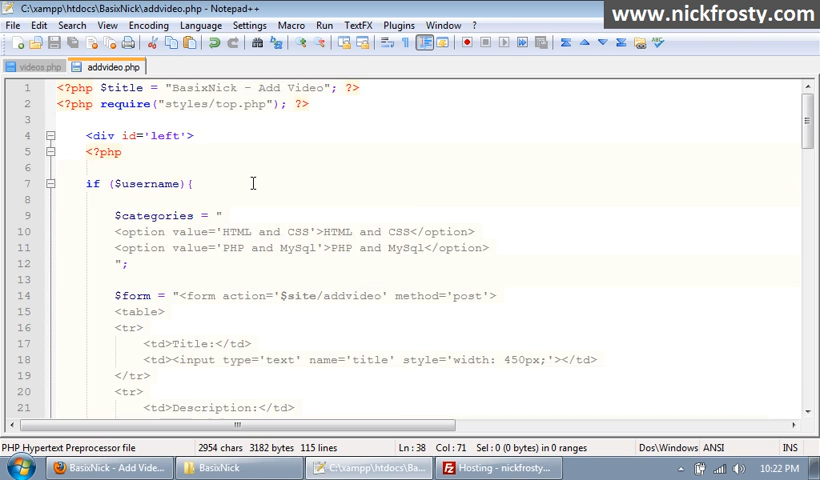 C:\xampp\htdocs\BasixNick\addvideo.php - Notepad++
www.nickfrosty.com
File Edit Search View Encoding Language Settings Macro Run TextFX Plugins Window ?
videos.php addvideo.php
1 <?php $title = "BasixNick - Add Video"; ?>
2 <?php require("styles/top.php"); ?>
3
4 <div id='left'>
5 <?php
6
7 if ($username){
8
9 $categories = "
10 <option value='HTML and CSS'>HTML and CSS</option>
11 <option value='PHP and MySql'>PHP and MySql</option>
12 ";
13
14 $form = "<form action='$site/addvideo' method='post'>
15 <table>
16 <tr>
17 <td>Title:</td>
18 <td><input type='text' name='title' style='width: 450px;'></td>
19 </tr>
20 <tr>
21 <td>Description:</td>
PHP Hypertext Preprocessor file 2954 chars 3182 bytes 115 lines Ln : 38 Col : 71 Sel : 0 (0 bytes) in 0 ranges Dos\Windows ANSI INS
BasixNick - Add Vide... BasixNick C:\xampp\htdocs\Ba... Hosting - nickfrosty... 10:22 PM